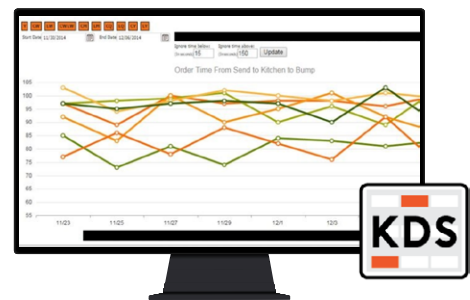 Start Date 11/20/2014 End Date 12/06/2014
Ignore time below: Ignore time above:
15 150 Update
Order Time From Send to Kitchen to Bump
105
100
95
90
85
80
75
70
65
60
55
11/23 11/25 11/27 11/29 12/1 12/3
KDS